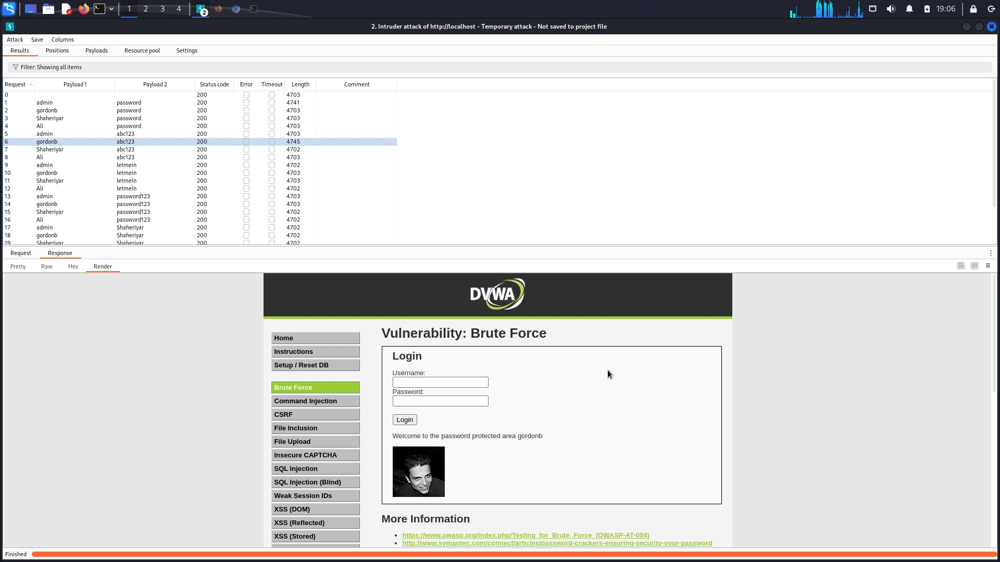 1 2 3 4 2 19:06
2. Intruder attack of http://localhost - Temporary attack - Not saved to project file
Attack Save Columns
Results Positions Payloads Resource pool Settings
Filter: Showing all items
Request Payload 1 Payload 2 Status code Error Timeout Length Comment
0 200 4703
1 admin password 200 4741
2 gordonb password 200 4703
3 Shaheriyar password 200 4703
4 Ali password 200 4703
5 admin abc123 200 4703
6 gordonb abc123 200 4745
7 Shaheriyar abc123 200 4702
8 Ali abc123 200 4703
9 admin letmein 200 4702
10 gordonb letmein 200 4703
11 Shaheriyar letmein 200 4703
12 Ali letmein 200 4702
13 admin password123 200 4703
14 gordonb password123 200 4703
15 Shaheriyar password123 200 4702
16 Ali password123 200 4702
17 admin Shaheriyar 200 4702
18 gordonb Shaheriyar 200 4702
19 Shaheriyar Shaheriyar 200 4702
Request Response
Pretty Raw Hex Render \n
DVWA
Home
Instructions
Setup / Reset DB
Brute Force
Command Injection
CSRF
File Inclusion
File Upload
Insecure CAPTCHA
SQL Injection
SQL Injection (Blind)
Weak Session IDs
XSS (DOM)
XSS (Reflected)
XSS (Stored)
Vulnerability: Brute Force
Login
Username:
Password:
Login
Welcome to the password protected area gordonb
More Information
• https://www.owasp.org/index.php/Testing_for_Brute_Force_(OWASP-AT-004)
• http://www.symantec.com/connect/articles/password-crackers-ensuring-security-your-password
Finished